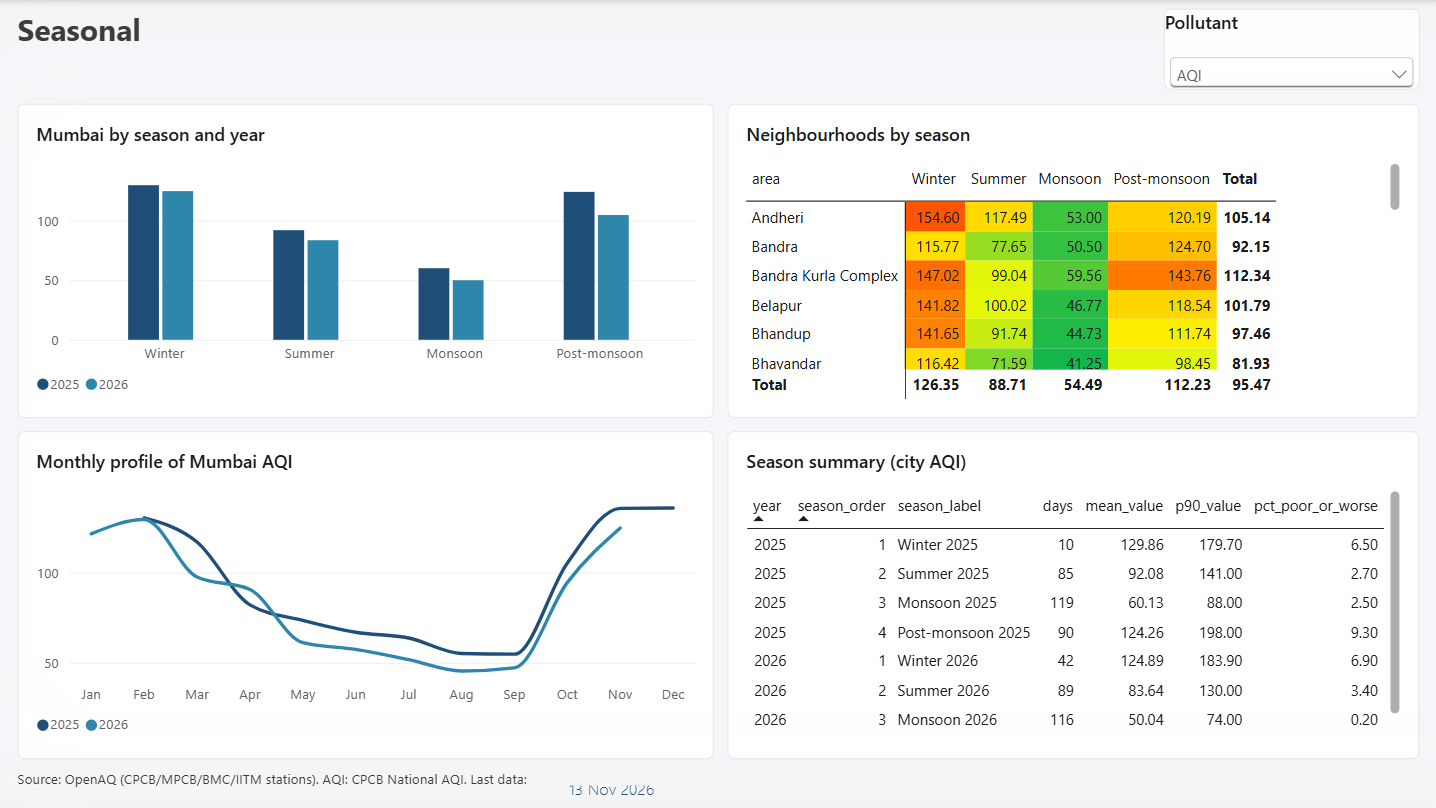 Seasonal
Pollutant
AQI
Mumbai by season and year
100
50
0
Winter Summer Monsoon Post-monsoon
2025 2026
Neighbourhoods by season
area Winter Summer Monsoon Post-monsoon Total
Andheri 154.60 117.49 53.00 120.19 105.14
Bandra 115.77 77.65 50.50 124.70 92.15
Bandra Kurla Complex 147.02 99.04 59.56 143.76 112.34
Belapur 141.82 100.02 46.77 118.54 101.79
Bhandup 141.65 91.74 44.73 111.74 97.46
Bhayandar 116.42 71.59 41.25 98.45 81.93
Total 126.35 88.71 54.49 112.23 95.47
Monthly profile of Mumbai AQI
100
50
Jan Feb Mar Apr May Jun Jul Aug Sep Oct Nov Dec
2025 2026
Season summary (city AQI)
year season_order season_label days mean_value p90_value pct_poor_or_worse
2025 1 Winter 2025 10 129.86 179.70 6.50
2025 2 Summer 2025 85 92.08 141.00 2.70
2025 3 Monsoon 2025 119 60.13 88.00 2.50
2025 4 Post-monsoon 2025 90 124.26 198.00 9.30
2026 1 Winter 2026 42 124.89 183.90 6.90
2026 2 Summer 2026 89 83.64 130.00 3.40
2026 3 Monsoon 2026 116 50.04 74.00 0.20
Source: OpenAQ (CPCB/MPCB/BMC/IITM stations). AQI: CPCB National AQI. Last data:
13 Nov 2026